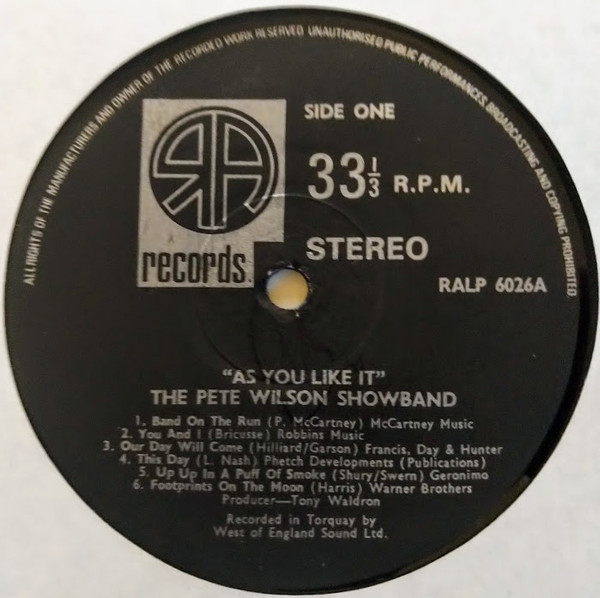 ALL RIGHTS OF THE MANUFACTURERS AND OWNER OF THE RECORDED WORK RESERVED UNAUTHORISED PUBLIC PERFORMANCES BROADCASTING AND COPYING PROHIBITED
RA
records.
SIDE ONE
33 1/3 R.P.M.
STEREO
RALP 6026A
"AS YOU LIKE IT"
THE PETE WILSON SHOWBAND
1. Band On The Run (P. McCartney) McCartney Music
2. You And I (Bricusse) Robbins Music
3. Our Day Will Come (Hilliard/Garson) Francis, Day & Hunter
4. This Day (L. Nash) Phetch Developments (Publications)
5. Up Up In A Puff Of Smoke (Shury/Swern) Geronimo
6. Footprints On The Moon (Harris) Warner Brothers
Producer—Tony Waldron
Recorded in Torquay by
West of England Sound Ltd.